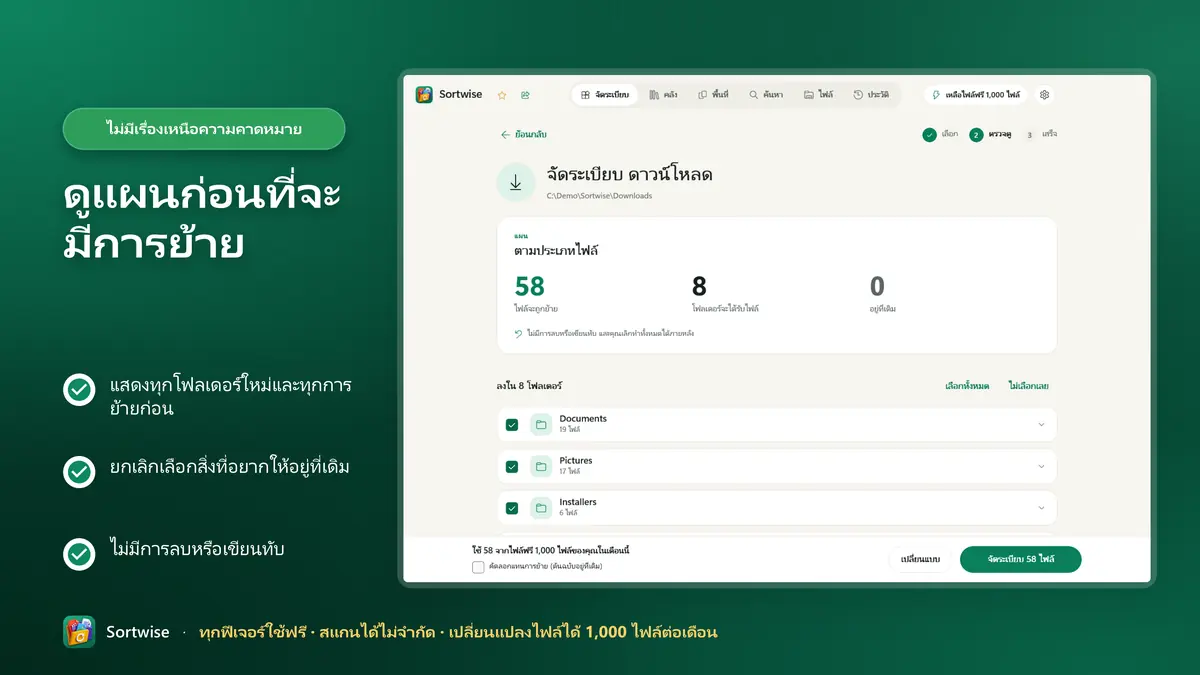 ไม่มีเรื่องเหนือความคาดหมาย
ดูแผนก่อนที่จะ
มีการย้าย
แสดงทุกโฟลเดอร์ใหม่และทุกการ
ย้ายก่อน
ยกเลิกเลือกสิ่งที่อยากให้อยู่ที่เดิม
ไม่มีการลบหรือเขียนทับ
Sortwise
จัดระเบียบ
คลัง
พื้นที่
ค้นหา
ไฟล์
ประวัติ
เหลือไฟล์ฟรี 1,000 ไฟล์
ย้อนกลับ
เลือก
2 ตรวจดู
3 เสร็จ
จัดระเบียบ ดาวน์โหลด
C:\Demo\Sortwise\Downloads
แผน
ตามประเภทไฟล์
58
ไฟล์จะถูกย้าย
8
โฟลเดอร์จะได้รับไฟล์
0
อยู่ที่เดิม
ไม่มีการลบหรือเขียนทับ และคุณเลิกทำทั้งหมดได้ภายหลัง
ลงใน 8 โฟลเดอร์
เลือกทั้งหมด
ไม่เลือกเลย
Documents
19 ไฟล์
Pictures
17 ไฟล์
Installers
6 ไฟล์
ใช้ 58 จากไฟล์ฟรี 1,000 ไฟล์ของคุณในเดือนนี้
คัดลอกแทนการย้าย (ต้นฉบับอยู่ที่เดิม)
เปลี่ยนแบบ
จัดระเบียบ 58 ไฟล์
Sortwise · ทุกฟีเจอร์ใช้ฟรี · สแกนได้ไม่จำกัด · เปลี่ยนแปลงไฟล์ได้ 1,000 ไฟล์ต่อเดือน